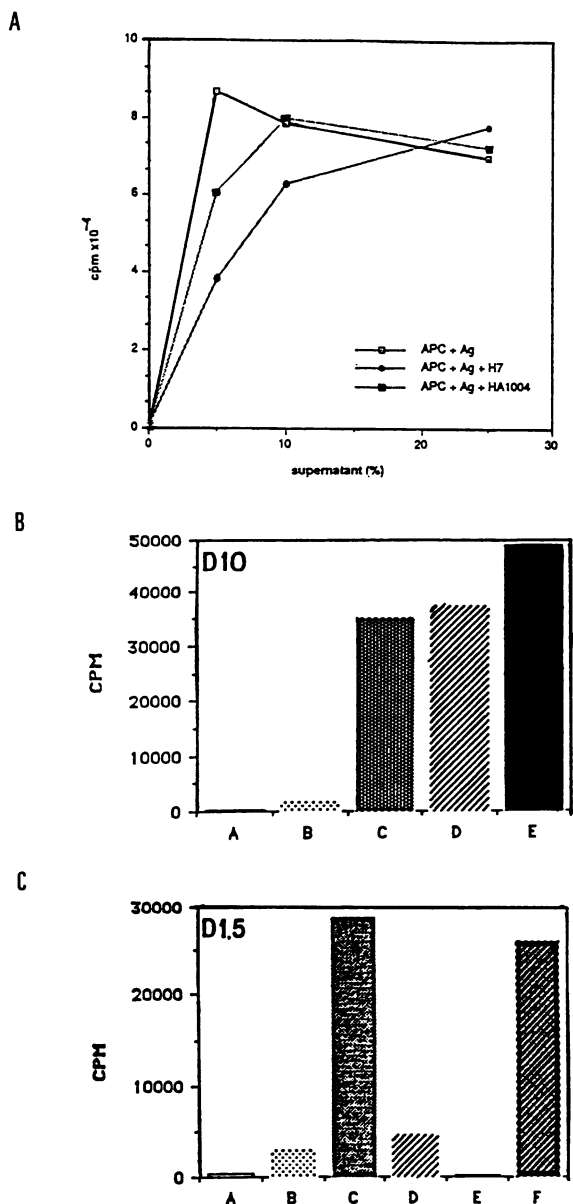 A
10
8
6
4
2
0
cpm x10⁻⁴
APC + Ag
APC + Ag + H7
APC + Ag + HA1004
0 10 20 30
supernatant (%)
B
D10
50000
40000
30000
20000
10000
0
CPM
A B C D E
C
D1.5
30000
20000
10000
0
CPM
A B C D E F